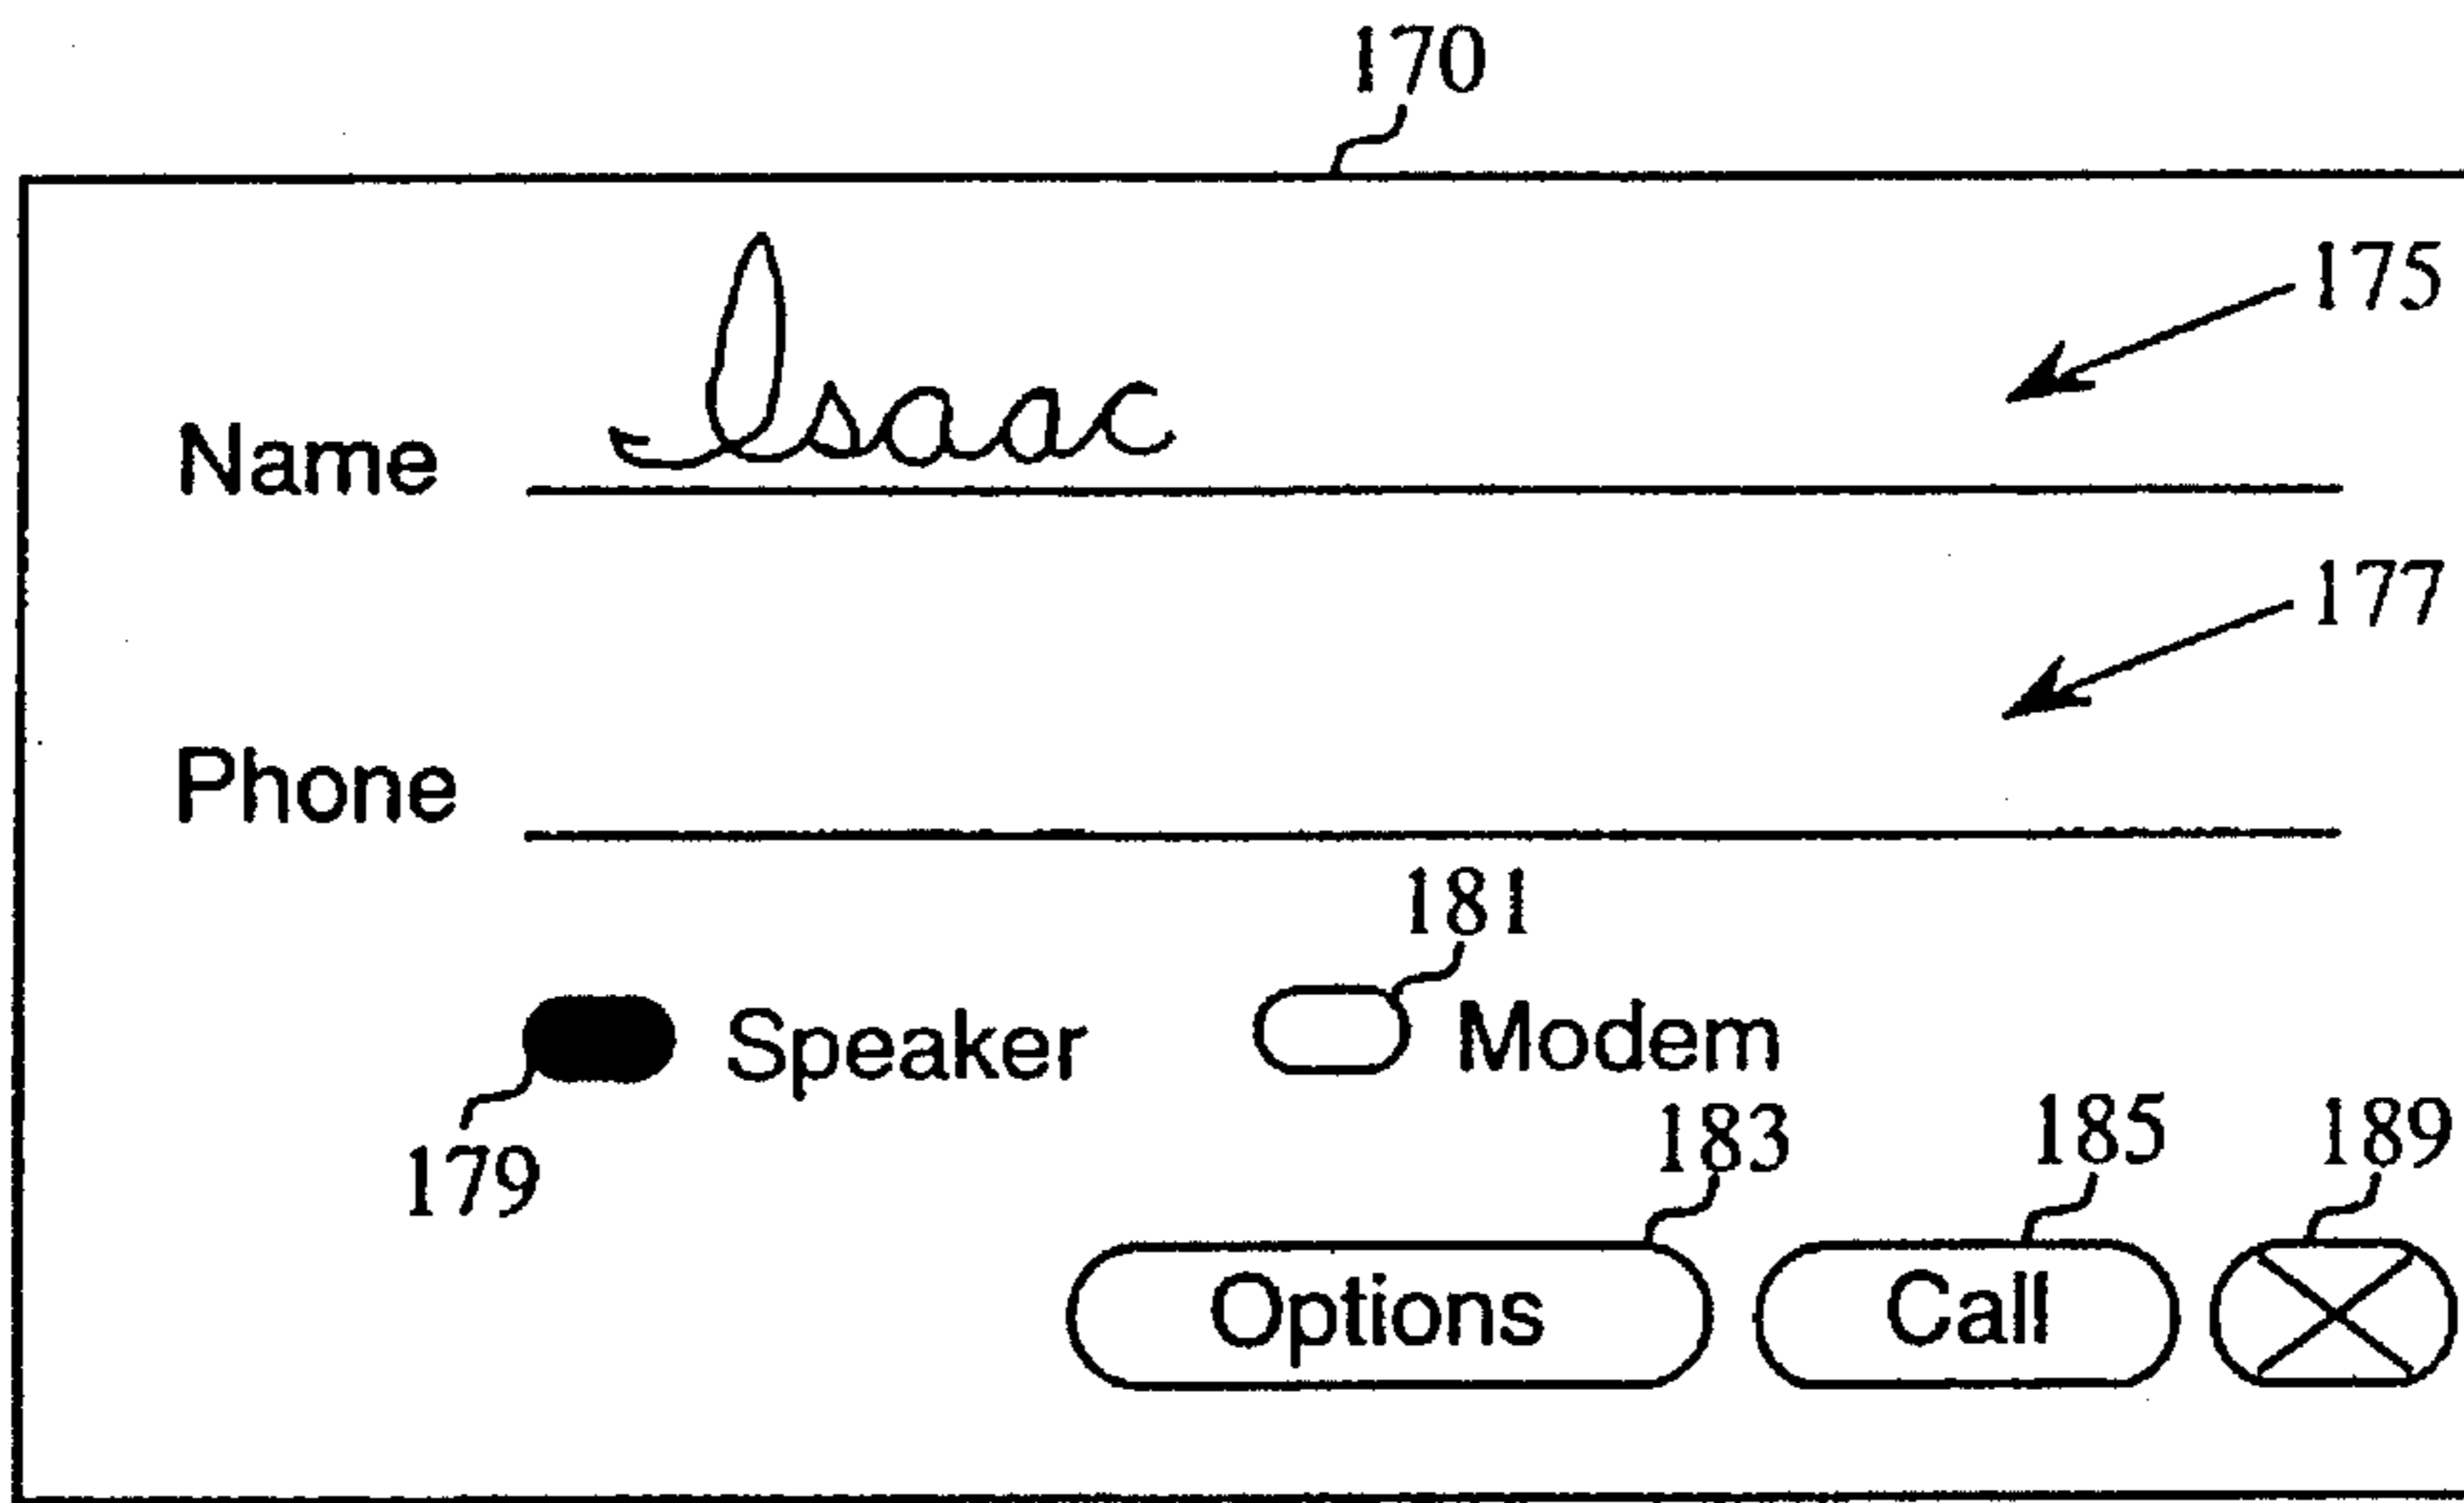 170
Name Isaac 175
Phone 177
181
Speaker Modem
179 183 185 189
Options Call